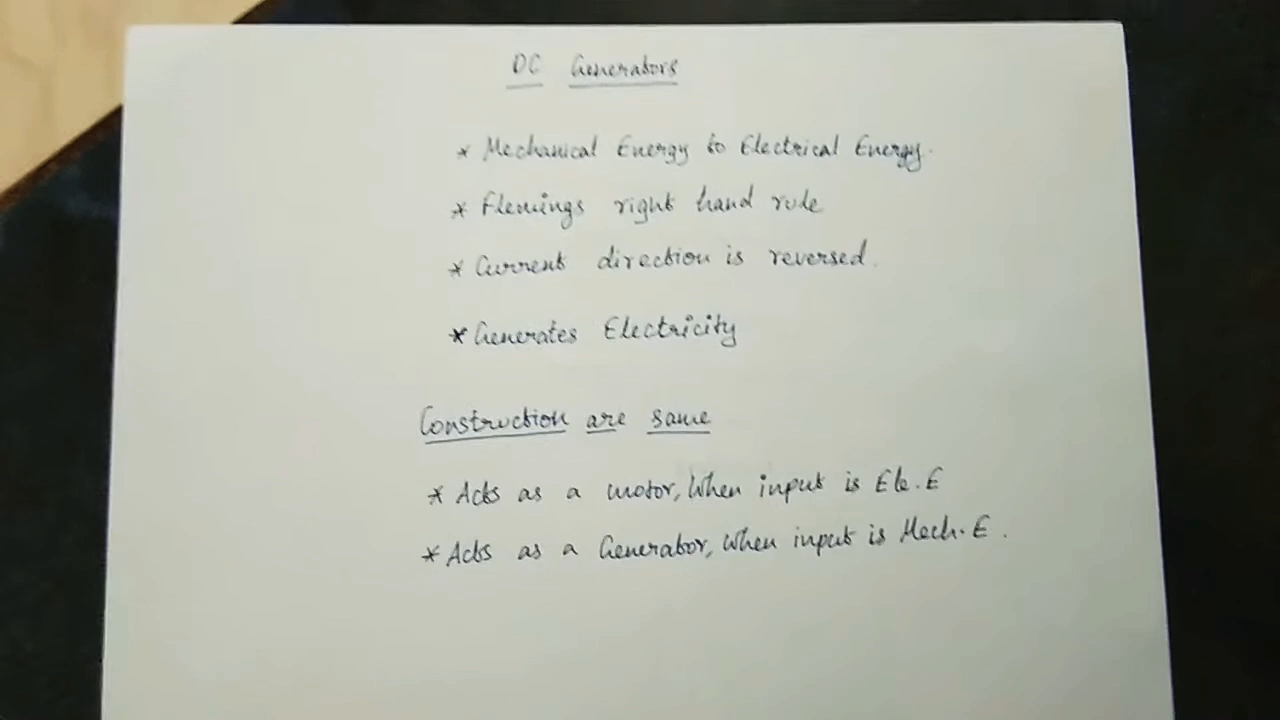 DC Generators
* Mechanical Energy to Electrical Energy.
* Flemings right hand rule
* Current direction is reversed.
* Generates Electricity
Construction are same
* Acts as a motor, When input is Ele.E
* Acts as a Generator, When input is Mech.E.